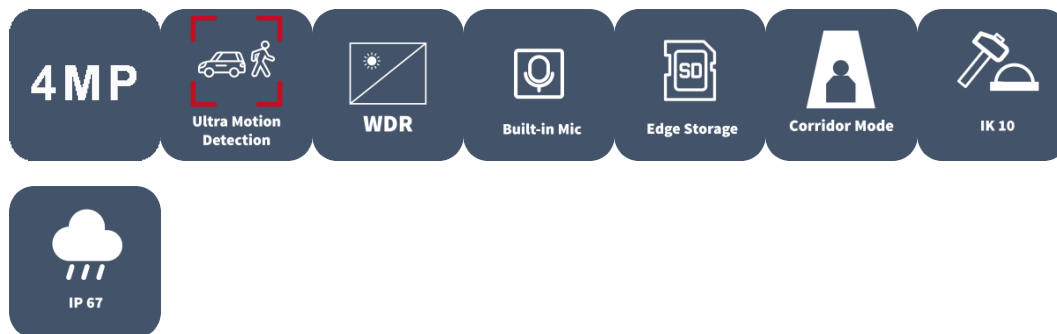 4MP
Ultra Motion
Detection
WDR
Built-in Mic
SD
Edge Storage
Corridor Mode
IK 10
IP 67